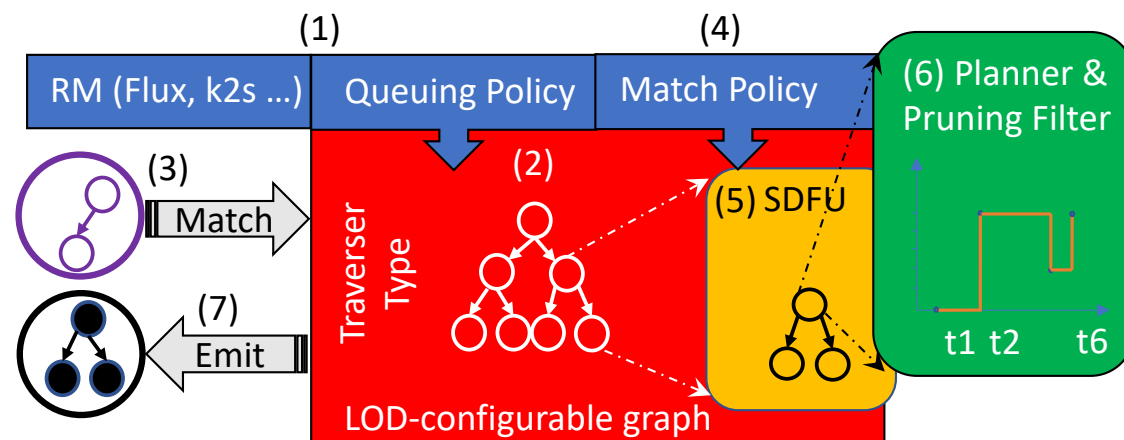 (1)
(4)
RM (Flux, k2s ...)
Queuing Policy
Match Policy
(6) Planner &
Pruning Filter
(3)
Match
(2)
(5) SDFU
Traverser
Type
(7)
Emit
t1
t2
t6
LOD-configurable graph